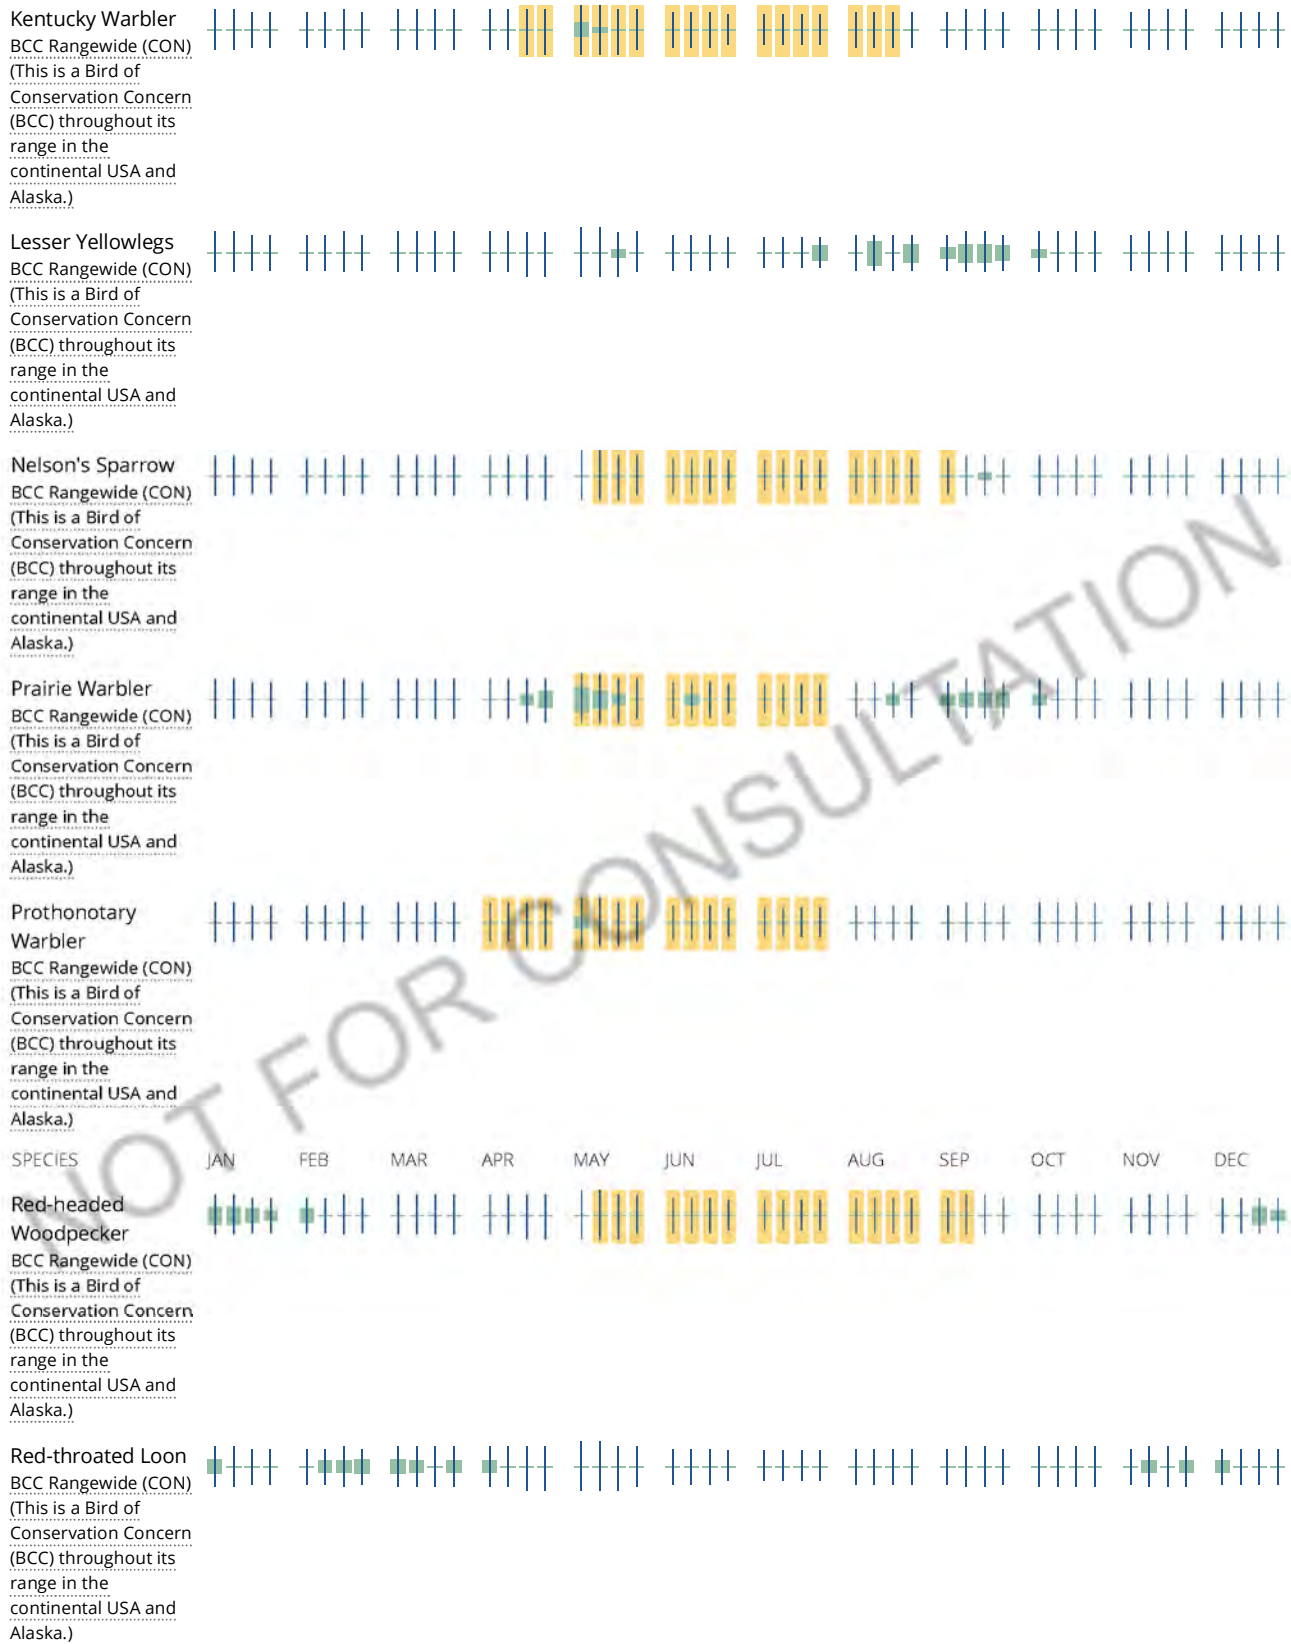 Kentucky Warbler
BCC Rangewide (CON)
(This is a Bird of
Conservation Concern
(BCC) throughout its
range in the
continental USA and
Alaska.)
Lesser Yellowlegs
BCC Rangewide (CON)
(This is a Bird of
Conservation Concern
(BCC) throughout its
range in the
continental USA and
Alaska.)
Nelson's Sparrow
BCC Rangewide (CON)
(This is a Bird of
Conservation Concern
(BCC) throughout its
range in the
continental USA and
Alaska.)
Prairie Warbler
BCC Rangewide (CON)
(This is a Bird of
Conservation Concern
(BCC) throughout its
range in the
continental USA and
Alaska.)
Prothonotary
Warbler
BCC Rangewide (CON)
(This is a Bird of
Conservation Concern
(BCC) throughout its
range in the
continental USA and
Alaska.)
SPECIES JAN FEB MAR APR MAY JUN JUL AUG SEP OCT NOV DEC
Red-headed
Woodpecker
BCC Rangewide (CON)
(This is a Bird of
Conservation Concern
(BCC) throughout its
range in the
continental USA and
Alaska.)
Red-throated Loon
BCC Rangewide (CON)
(This is a Bird of
Conservation Concern
(BCC) throughout its
range in the
continental USA and
Alaska.)
NOT FOR CONSULTATION